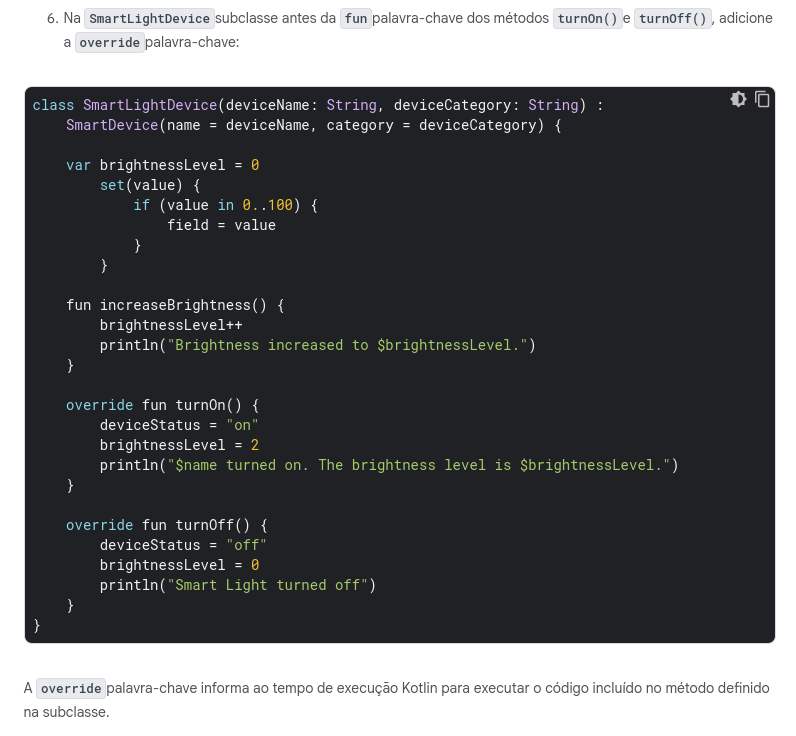 6. Na SmartLightDevice subclasse antes da fun palavra-chave dos métodos turnOn() e turnOff(), adicione
a override palavra-chave:
class SmartLightDevice(deviceName: String, deviceCategory: String) :
    SmartDevice(name = deviceName, category = deviceCategory) {
    var brightnessLevel = 0
        set(value) {
            if (value in 0..100) {
                field = value
            }
        }
    fun increaseBrightness() {
        brightnessLevel++
        println("Brightness increased to $brightnessLevel.")
    }
    override fun turnOn() {
        deviceStatus = "on"
        brightnessLevel = 2
        println("$name turned on. The brightness level is $brightnessLevel.")
    }
    override fun turnOff() {
        deviceStatus = "off"
        brightnessLevel = 0
        println("Smart Light turned off")
    }
}
A override palavra-chave informa ao tempo de execução Kotlin para executar o código incluído no método definido
na subclasse.